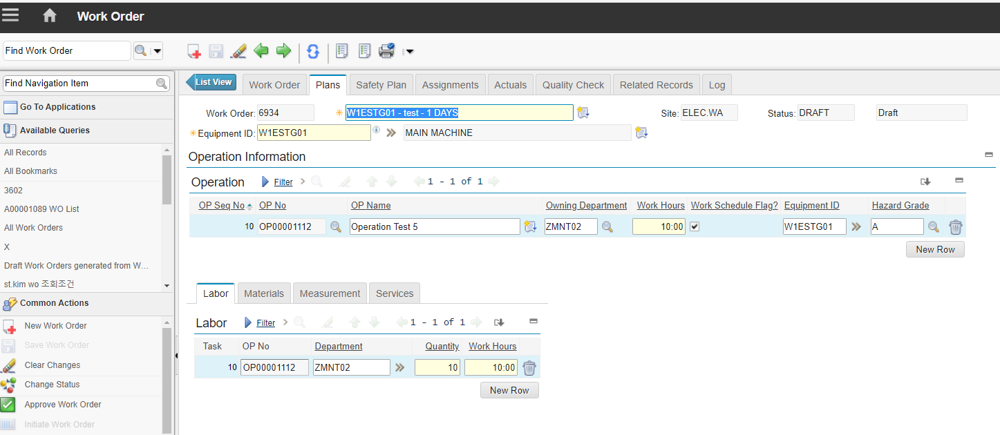 Work Order
Find Work Order
Find Navigation Item
Go To Applications
Available Queries
All Records
All Bookmarks
3602
A00001089 WO List
All Work Orders
X
Draft Work Orders generated from W...
st.kim wo 조회조건
Common Actions
New Work Order
Save Work Order
Clear Changes
Change Status
Approve Work Order
Initiate Work Order
List View Work Order Plans Safety Plan Assignments Actuals Quality Check Related Records Log
Work Order: 6934 W1ESTG01 - test - 1 DAYS Site: ELEC.WA Status: DRAFT Draft
Equipment ID: W1ESTG01 MAIN MACHINE
Operation Information
Operation Filter 1 - 1 of 1
OP Seq No OP No OP Name Owning Department Work Hours Work Schedule Flag? Equipment ID Hazard Grade
10 OP00001112 Operation Test 5 ZMNT02 10:00 W1ESTG01 A
New Row
Labor Materials Measurement Services
Labor Filter 1 - 1 of 1
Task OP No Department Quantity Work Hours
10 OP00001112 ZMNT02 10 10:00
New Row